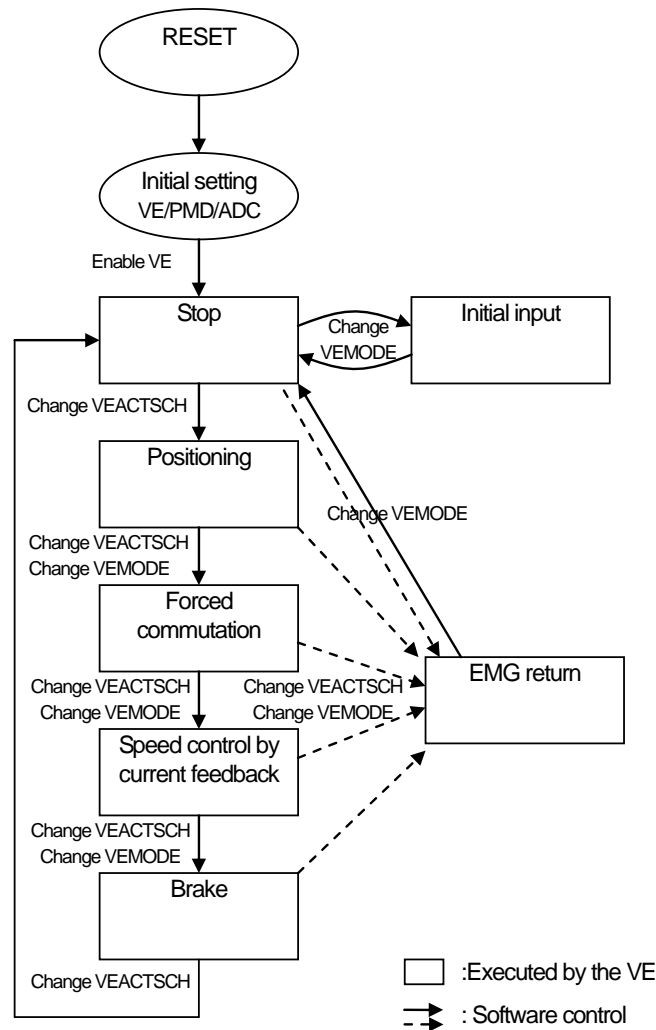 RESET
Initial setting
VE/PMD/ADC
Enable VE
Stop
Change
VEMODE
Initial input
Change VEACTSCH
Positioning
Change VEMODE
Change VEACTSCH
Change VEMODE
Forced
commutation
Change VEACTSCH
Change VEMODE
Change VEACTSCH
Change VEMODE
EMG return
Speed control by
current feedback
Change VEACTSCH
Change VEMODE
Brake
Change VEACTSCH
:Executed by the VE
: Software control